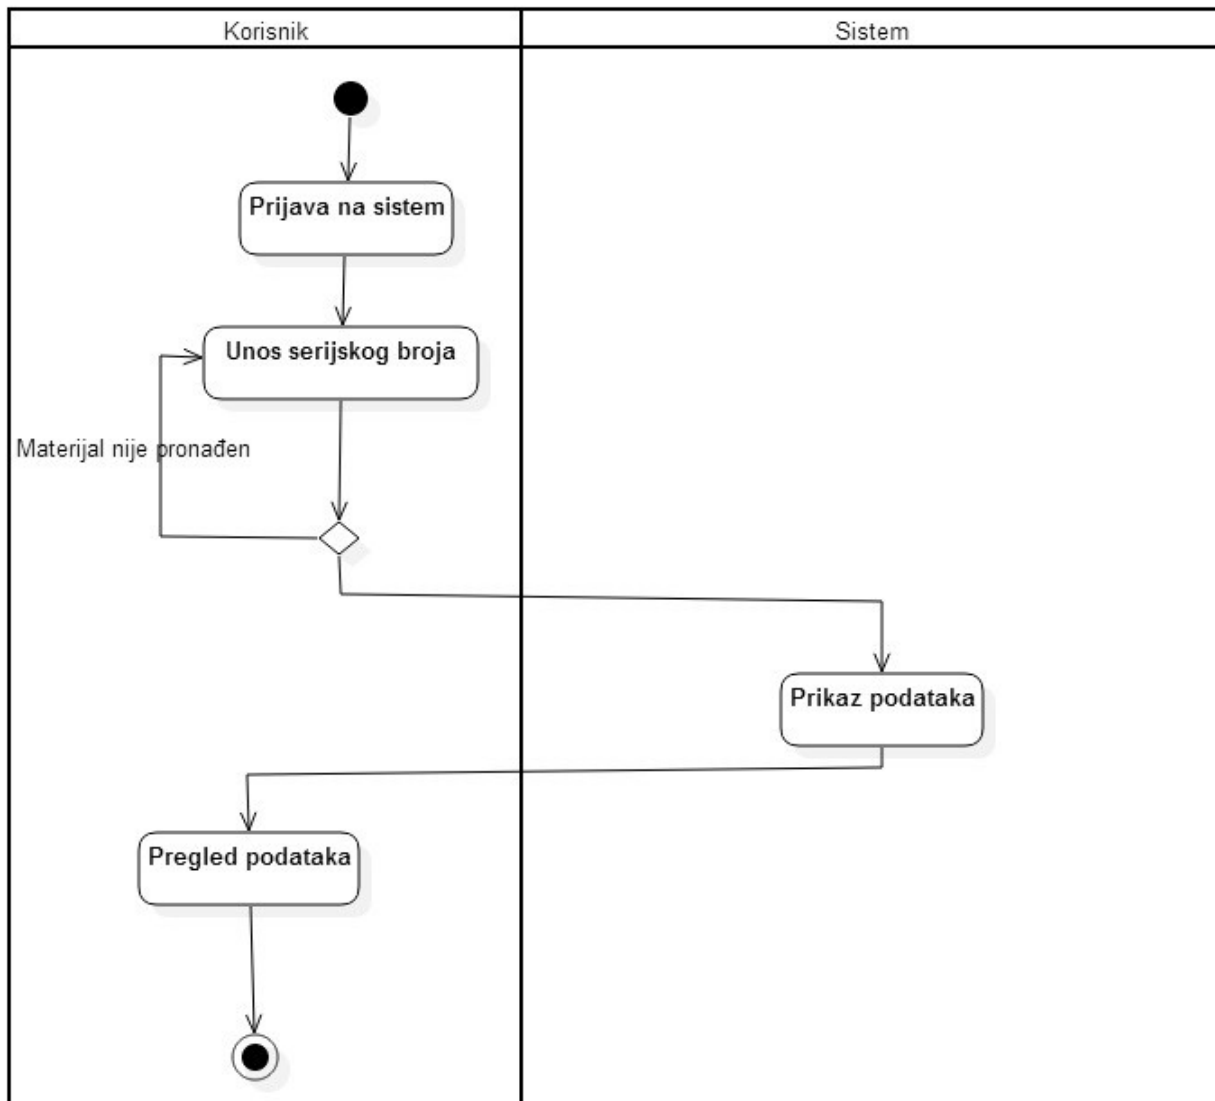 Korisnik
Sistem
Prijava na sistem
Unos serijskog broja
Materijal nije pronađen
Prikaz podataka
Pregled podataka